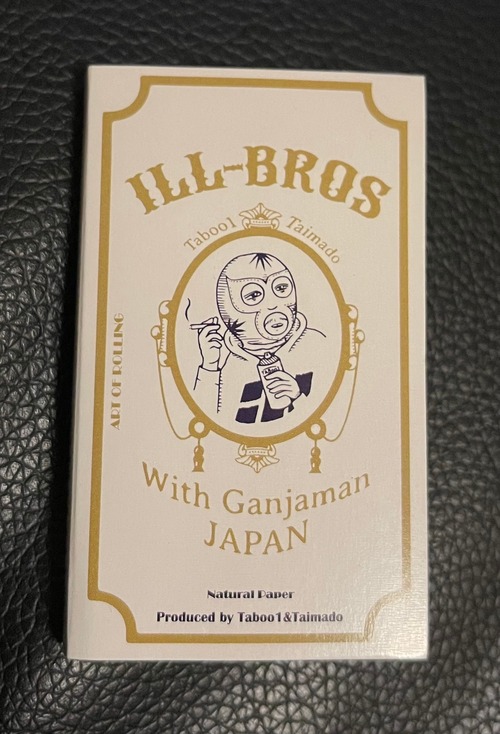 ILL-BROS
Taboo1 Taimado
ART OF ROLLING
With Ganjaman
JAPAN
Natural Paper
Produced by Taboo1&Taimado